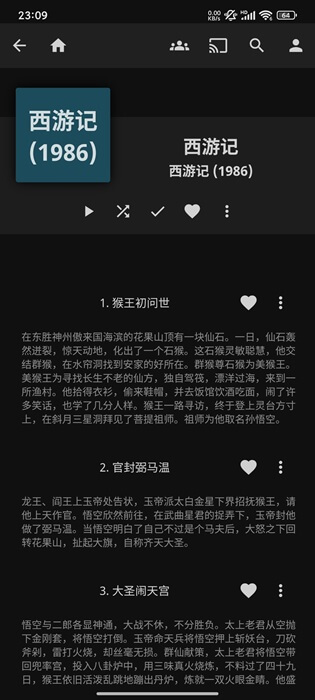 23:09
0.00
KB/s
HD
64
西游记
(1986)
西游记
西游记 (1986)
1. 猴王初问世
在东胜神州傲来国海滨的花果山顶有一块仙石。一日，仙石轰
然迸裂，惊天动地，化出了一个石猴。这石猴灵敏聪慧，他交
结群猴，在水帘洞找到安家的好所在。群猴尊石猴为美猴王。
美猴王为寻找长生不老的仙方，独自驾筏，漂洋过海，来到一
所渔村。他拾得衣衫，偷来鞋帽，并去饭馆饮酒吃面，闹了许
多笑话，也学了几分人样。猴王一路寻访，终于登上灵台方寸
上，在斜月三星洞拜见了菩提祖师。祖师为他取名孙悟空。
2. 官封弼马温
龙王、阎王上玉帝处告状，玉帝派太白金星下界招抚猴王，请
他上天作官。悟空欣然前往，在武曲星君的捉弄下，玉帝封他
做了弼马温。当悟空明白了自己不过是个马夫后，大怒之下回
转花果山，扯起大旗，自称齐天大圣。
3. 大圣闹天宫
悟空与二郎各显神通，大战不休，不分胜负。太上老君从空抛
下金刚套，将悟空打倒。玉帝命天兵将悟空押上斩妖台，刀砍
斧剁，雷打火烧，却丝毫无损。群仙献策，太上老君将悟空带
回兜率宫，投入八卦炉中，用三味真火烧炼，不料过了四十九
日，猴王依旧活泼乱跳地蹦出丹炉，炼就一双火眼金睛。他盛